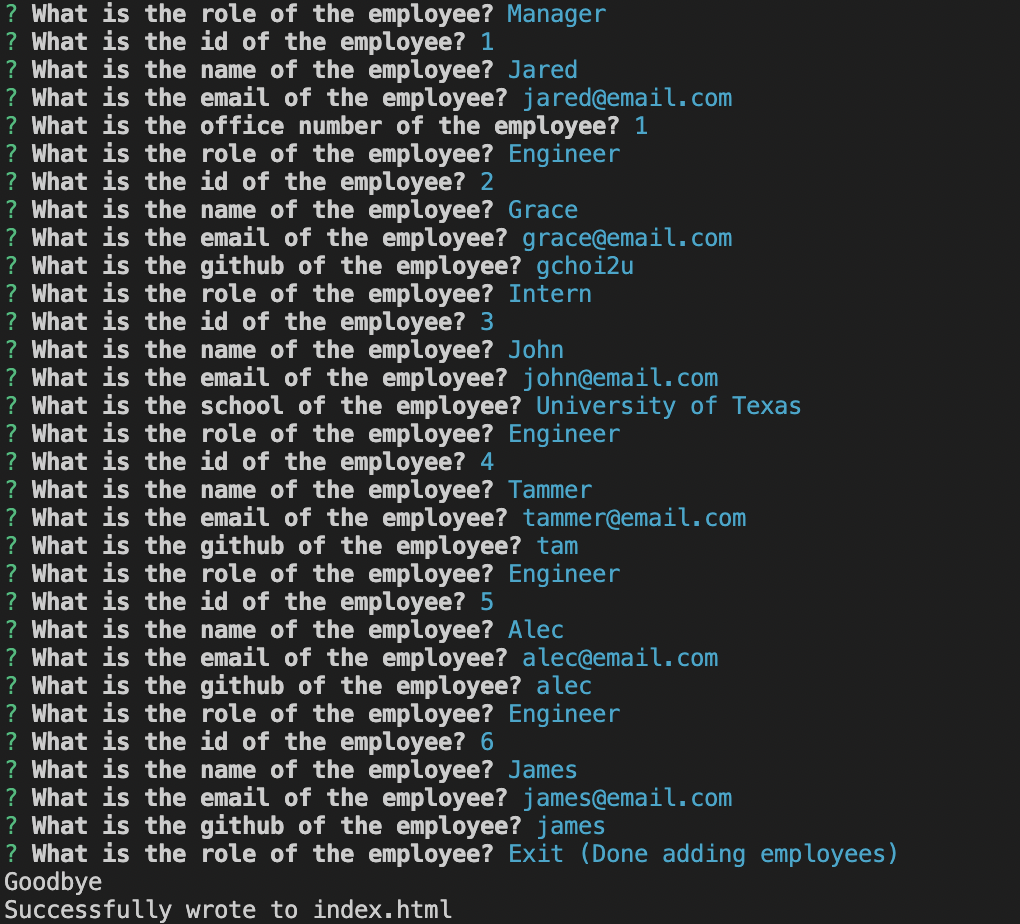 ? What is the role of the employee? Manager
? What is the id of the employee? 1
? What is the name of the employee? Jared
? What is the email of the employee? jared@email.com
? What is the office number of the employee? 1
? What is the role of the employee? Engineer
? What is the id of the employee? 2
? What is the name of the employee? Grace
? What is the email of the employee? grace@email.com
? What is the github of the employee? gchoi2u
? What is the role of the employee? Intern
? What is the id of the employee? 3
? What is the name of the employee? John
? What is the email of the employee? john@email.com
? What is the school of the employee? University of Texas
? What is the role of the employee? Engineer
? What is the id of the employee? 4
? What is the name of the employee? Tammer
? What is the email of the employee? tammer@email.com
? What is the github of the employee? tam
? What is the role of the employee? Engineer
? What is the id of the employee? 5
? What is the name of the employee? Alec
? What is the email of the employee? alec@email.com
? What is the github of the employee? alec
? What is the role of the employee? Engineer
? What is the id of the employee? 6
? What is the name of the employee? James
? What is the email of the employee? james@email.com
? What is the github of the employee? james
? What is the role of the employee? Exit (Done adding employees)
Goodbye
Successfully wrote to index.html